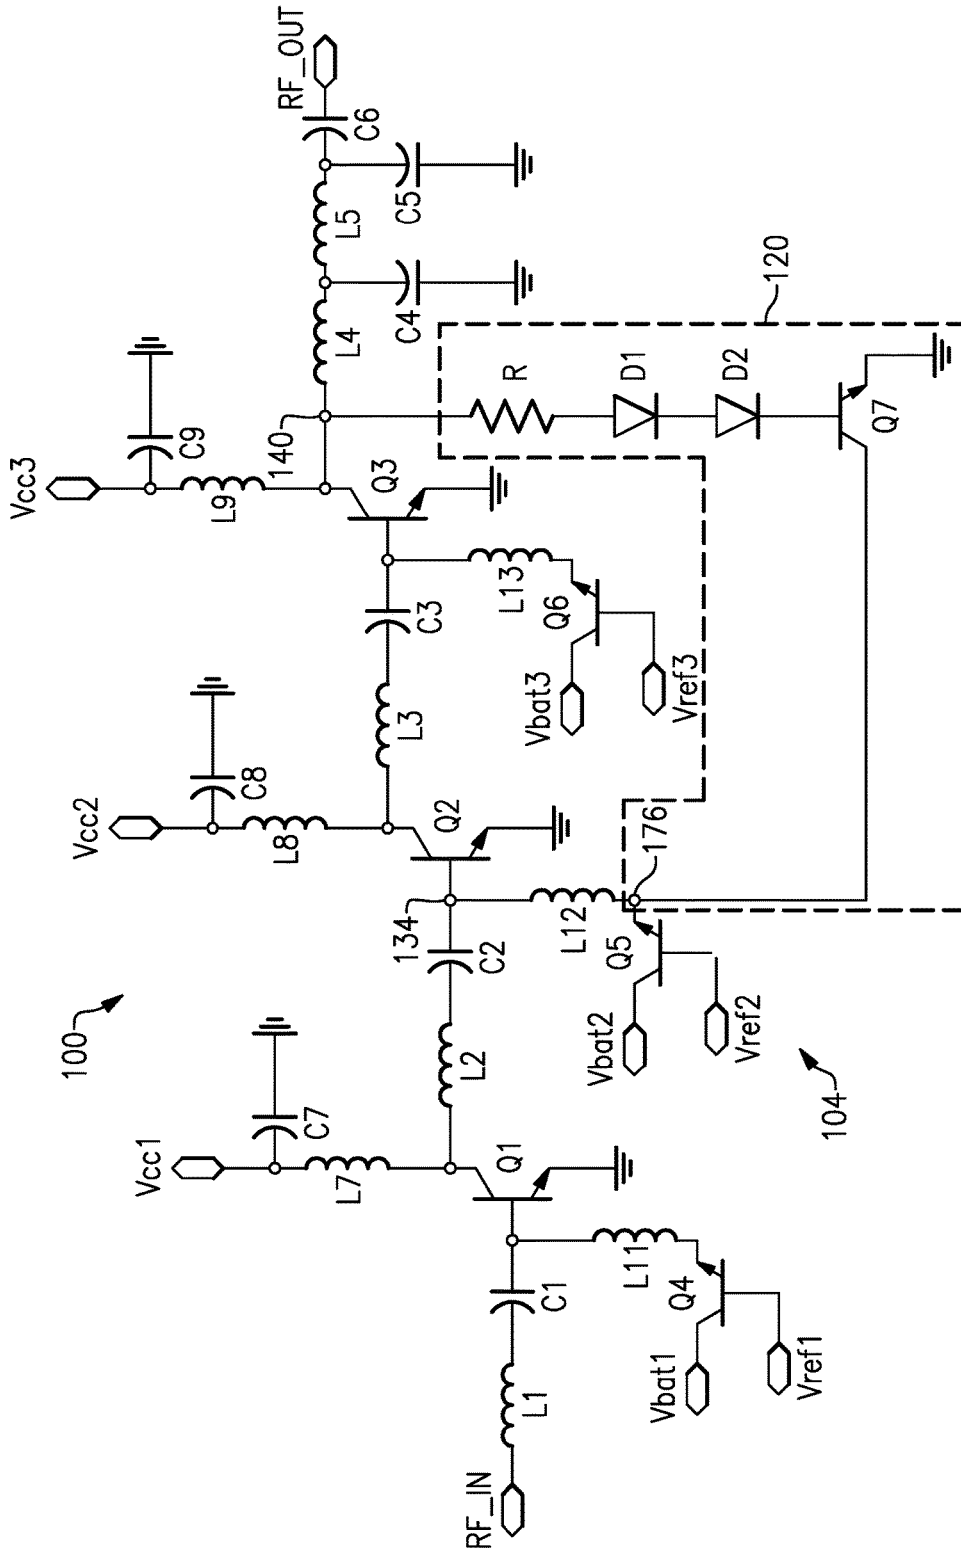 100
Vcc1
C7
L7
RF_IN
L1
C1
Q1
L11
Q4
Vbat1
Vref1
L2
C2
134
Vcc2
C8
L8
Q2
L12
176
Q5
Vbat2
Vref2
104
L3
C3
Vcc3
C9
L9
140
Q3
L13
Q6
Vbat3
Vref3
L4
C4
L5
C5
C6
RF_OUT
R
D1
D2
Q7
120